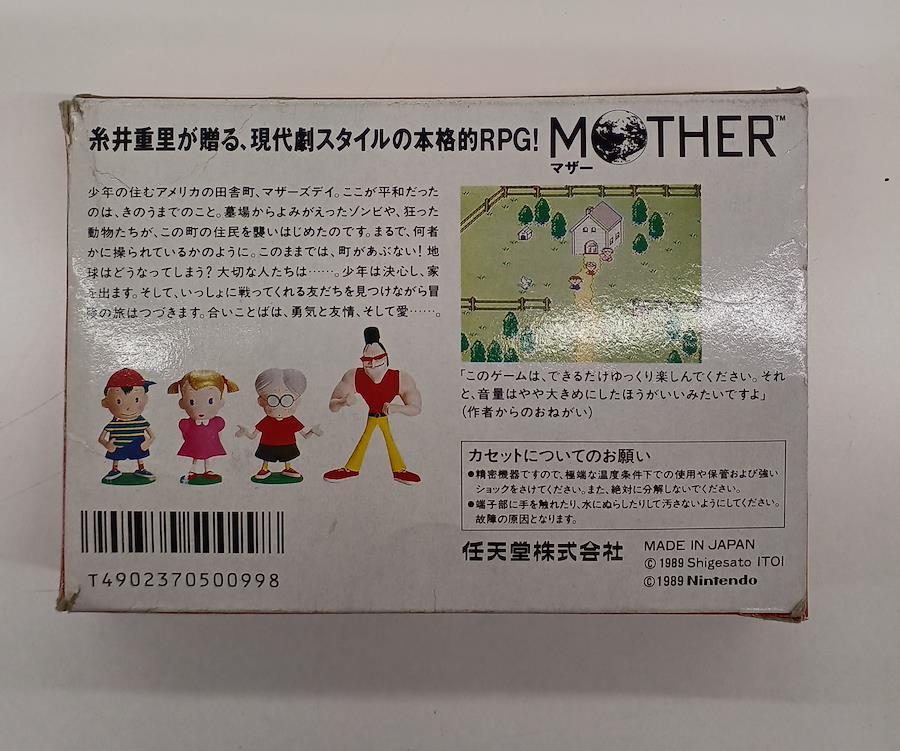 糸井重里が贈る、現代劇スタイルの本格的RPG!
MOTHER™
マザー
少年の住むアメリカの田舎町、マザーズデイ。ここが平和だった
のは、きのうまでのこと。墓場からよみがえったゾンビや、狂った
動物たちが、この町の住民を襲いはじめたのです。まるで、何者
かに操られているかのように。このままでは、町があぶない！地
球はどうなってしまう？大切な人たちは……。少年は決心し、家
を出ます。そして、いっしょに戦ってくれる友だちを見つけながら冒
の旅はつづきます。合いことばは、勇気と友情、そして愛……。
「このゲームは、できるだけゆっくり楽しんでください。それ
と、音量はやや大きめにしたほうがいいみたいですよ」
（作者からのおねがい）
カセットについてのお願い
●精密機器ですので、極端な温度条件下での使用や保管および強い
ショックをさけてください。また、絶対に分解しないでください。
●端子部に手を触れたり、水にぬらしたりして汚さないようにしてください。
故障の原因となります。
任天堂株式会社
MADE IN JAPAN
© 1989 Shigesato ITOI
© 1989 Nintendo
T4902370500998